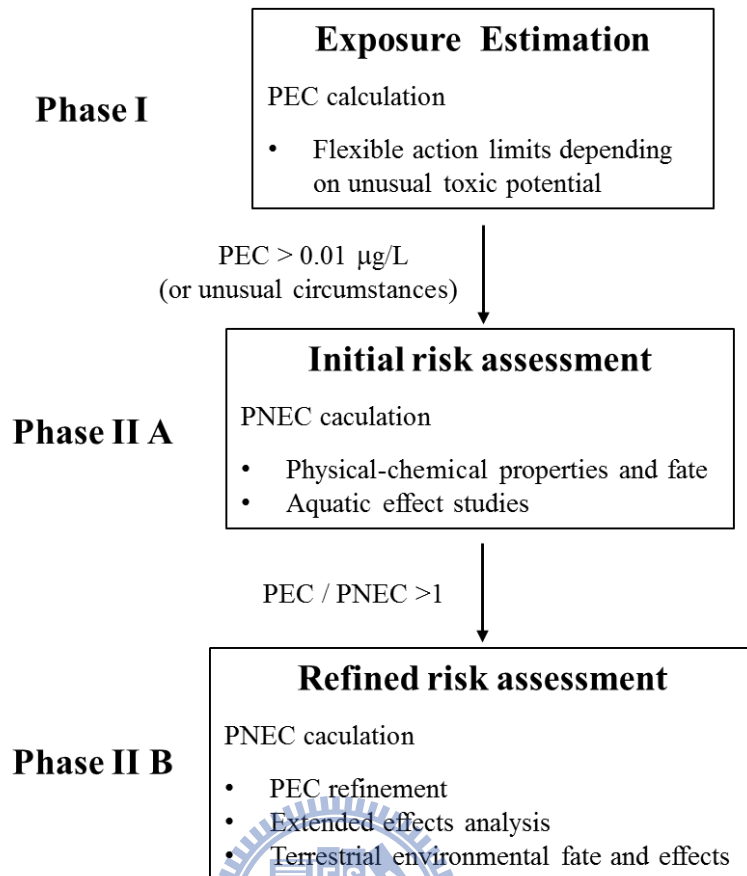 Exposure Estimation
Phase I
PEC calculation
• Flexible action limits depending
on unusual toxic potential
PEC > 0.01 μg/L
(or unusual circumstances)
Initial risk assessment
Phase II A
PNEC caculation
• Physical-chemical properties and fate
• Aquatic effect studies
PEC / PNEC >1
Refined risk assessment
Phase II B
PNEC caculation
• PEC refinement
• Extended effects analysis
• Terrestrial environmental fate and effects